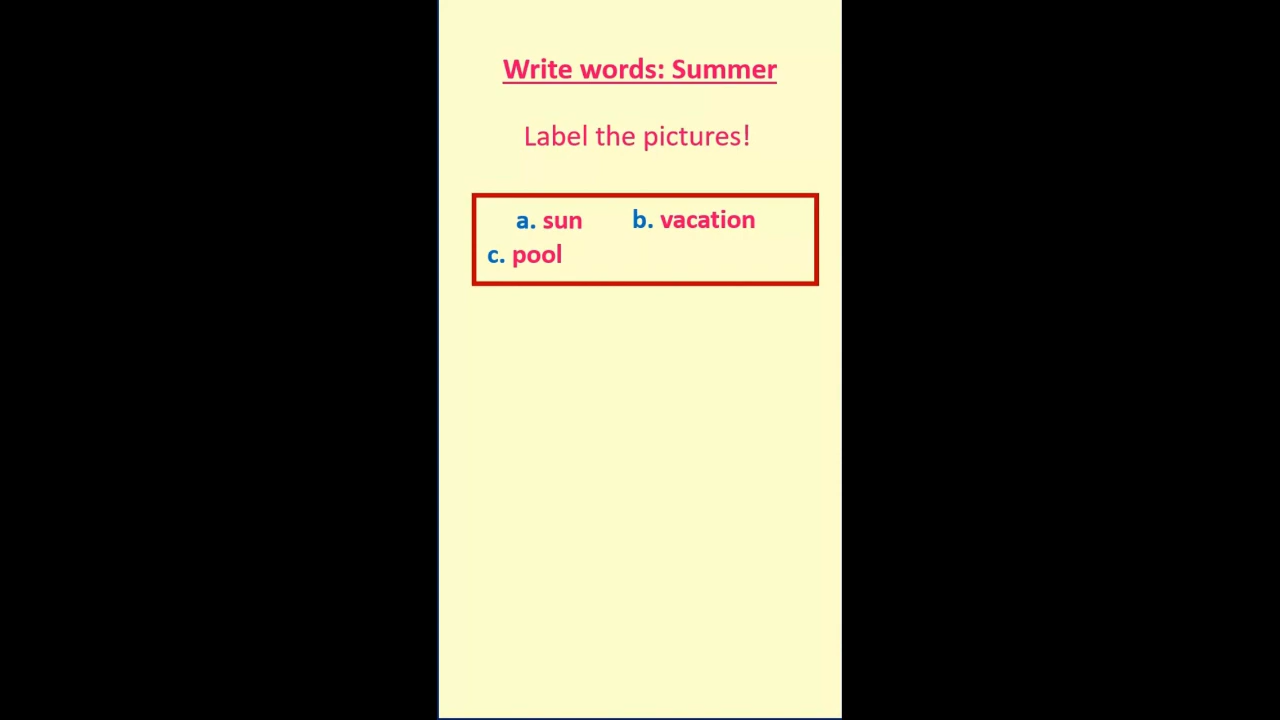 Write words: Summer
Label the pictures!
a. sun b. vacation
c. pool